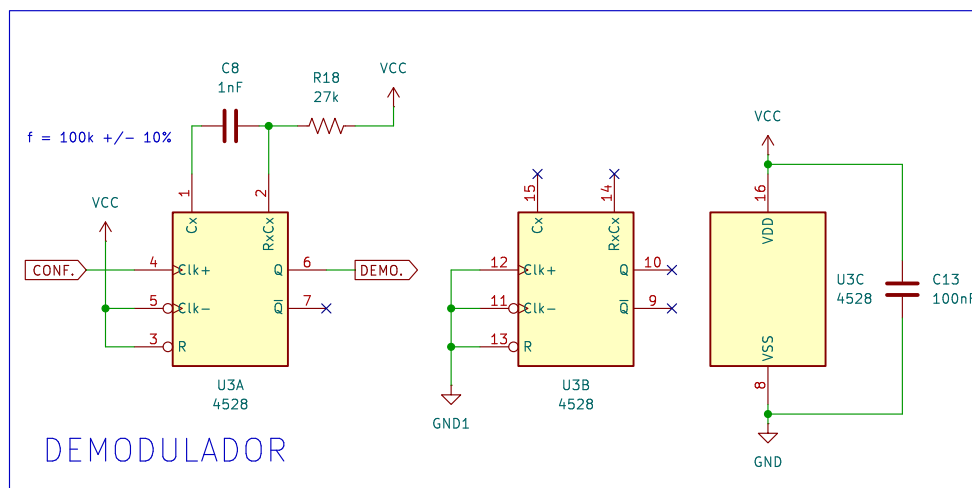 C8
1nF
R18
27k
VCC
f = 100k +/- 10%
1
2
Cx
RxCx
VCC
CONF.
4
Clk+
Q
6
DEMO.
5
Clk-
Q
7
3
R
U3A
4528
15
14
Cx
RxCx
12
Clk+
Q
10
11
Clk-
Q
9
13
R
U3B
4528
GND1
VCC
16
VDD
U3C
4528
C13
100nF
VSS
8
GND
DEMODULADOR